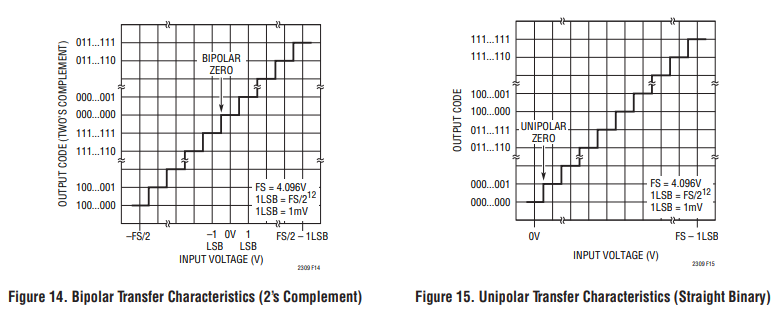 OUTPUT CODE (TWO'S COMPLEMENT)
011...111
011...110
000...001
000...000
111...111
111...110
100...001
100...000
BIPOLAR
ZERO
FS = 4.096V
1LSB = FS/2¹²
1LSB = 1mV
–FS/2
–1 0V 1
LSB LSB
FS/2 – 1LSB
INPUT VOLTAGE (V)
2309 F14
Figure 14. Bipolar Transfer Characteristics (2's Complement)
OUTPUT CODE
111...111
111...110
100...001
100...000
011...111
011...110
000...001
000...000
UNIPOLAR
ZERO
FS = 4.096V
1LSB = FS/2¹²
1LSB = 1mV
0V
FS – 1LSB
INPUT VOLTAGE (V)
2309 F15
Figure 15. Unipolar Transfer Characteristics (Straight Binary)